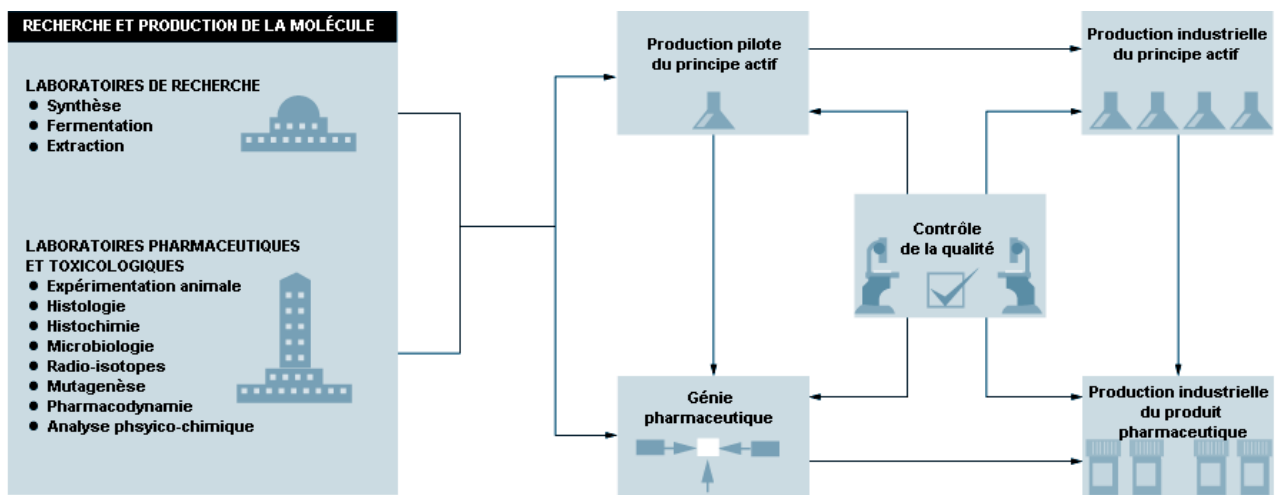 RECHERCHE ET PRODUCTION DE LA MOLÉCULE
LABORATOIRES DE RECHERCHE
● Synthèse
● Fermentation
● Extraction
LABORATOIRES PHARMACEUTIQUES
ET TOXICOLOGIQUES
● Expérimentation animale
● Histologie
● Histochimie
● Microbiologie
● Radio-isotopes
● Mutagenèse
● Pharmacodynamie
● Analyse phsyico-chimique
Production pilote
du principe actif
Production industrielle
du principe actif
Contrôle
de la qualité
Génie
pharmaceutique
Production industrielle
du produit
pharmaceutique